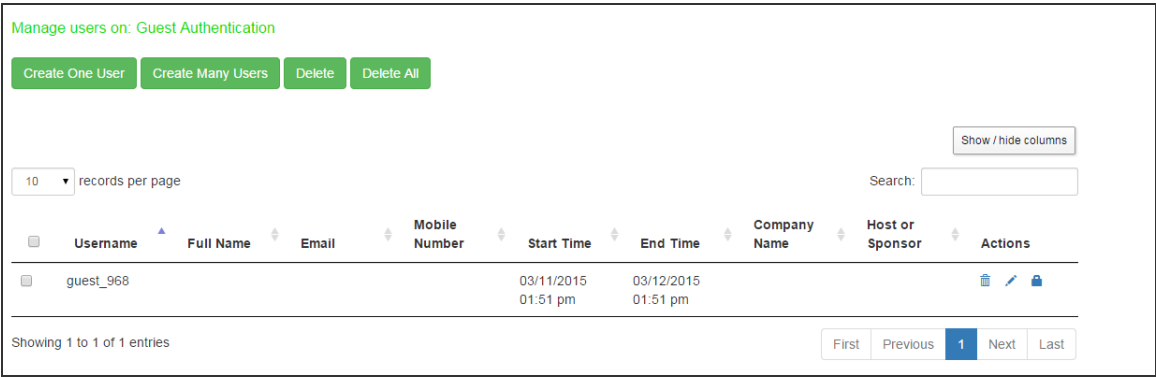 Manage users on: Guest Authentication
Create One User Create Many Users Delete Delete All
Show / hide columns
10 records per page Search:
Username Full Name Email Mobile Number Start Time End Time Company Name Host or Sponsor Actions
guest_968 03/11/2015 01:51 pm 03/12/2015 01:51 pm
Showing 1 to 1 of 1 entries First Previous 1 Next Last